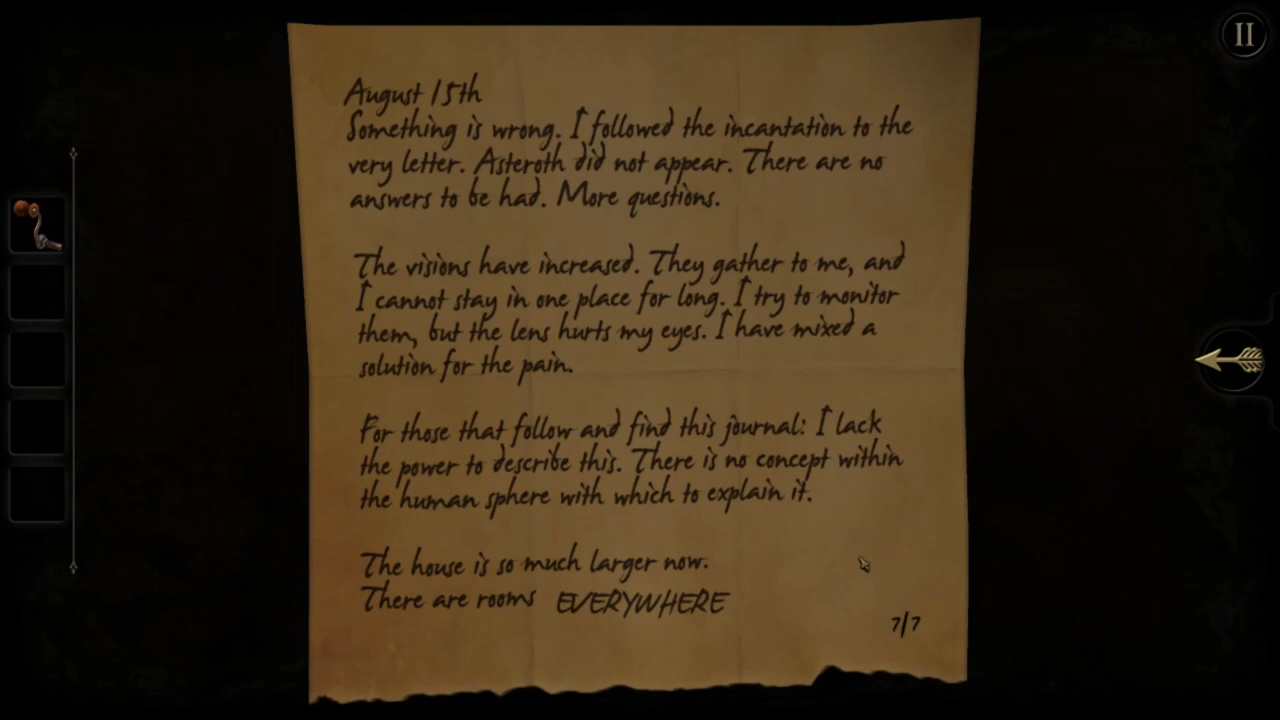 August 15th
Something is wrong. I followed the incantation to the
very letter. Asteroth did not appear. There are no
answers to be had. More questions.
The visions have increased. They gather to me, and
I cannot stay in one place for long. I try to monitor
them, but the lens hurts my eyes. I have mixed a
solution for the pain.
For those that follow and find this journal: I lack
the power to describe this. There is no concept within
the human sphere with which to explain it.
The house is so much larger now.
There are rooms EVERYWHERE
7/7